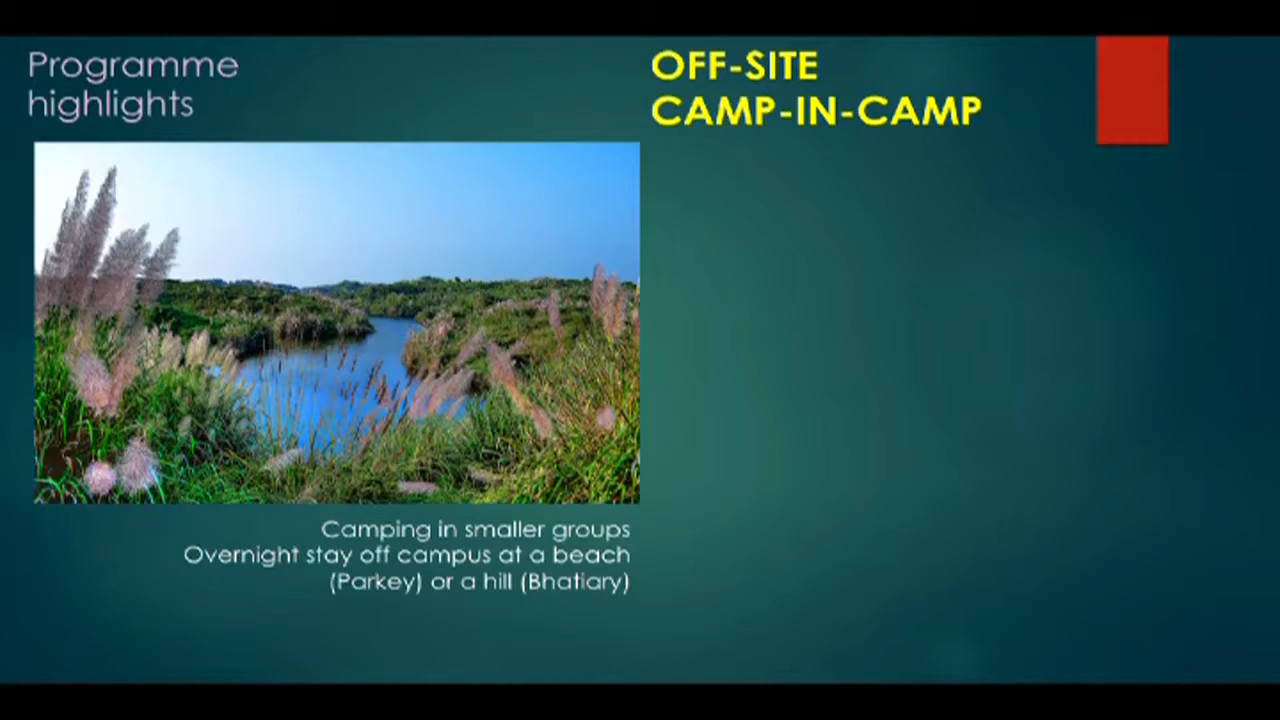 Programme
highlights
OFF-SITE
CAMP-IN-CAMP
Camping in smaller groups
Overnight stay off campus at a beach
(Parkey) or a hill (Bhatiary)